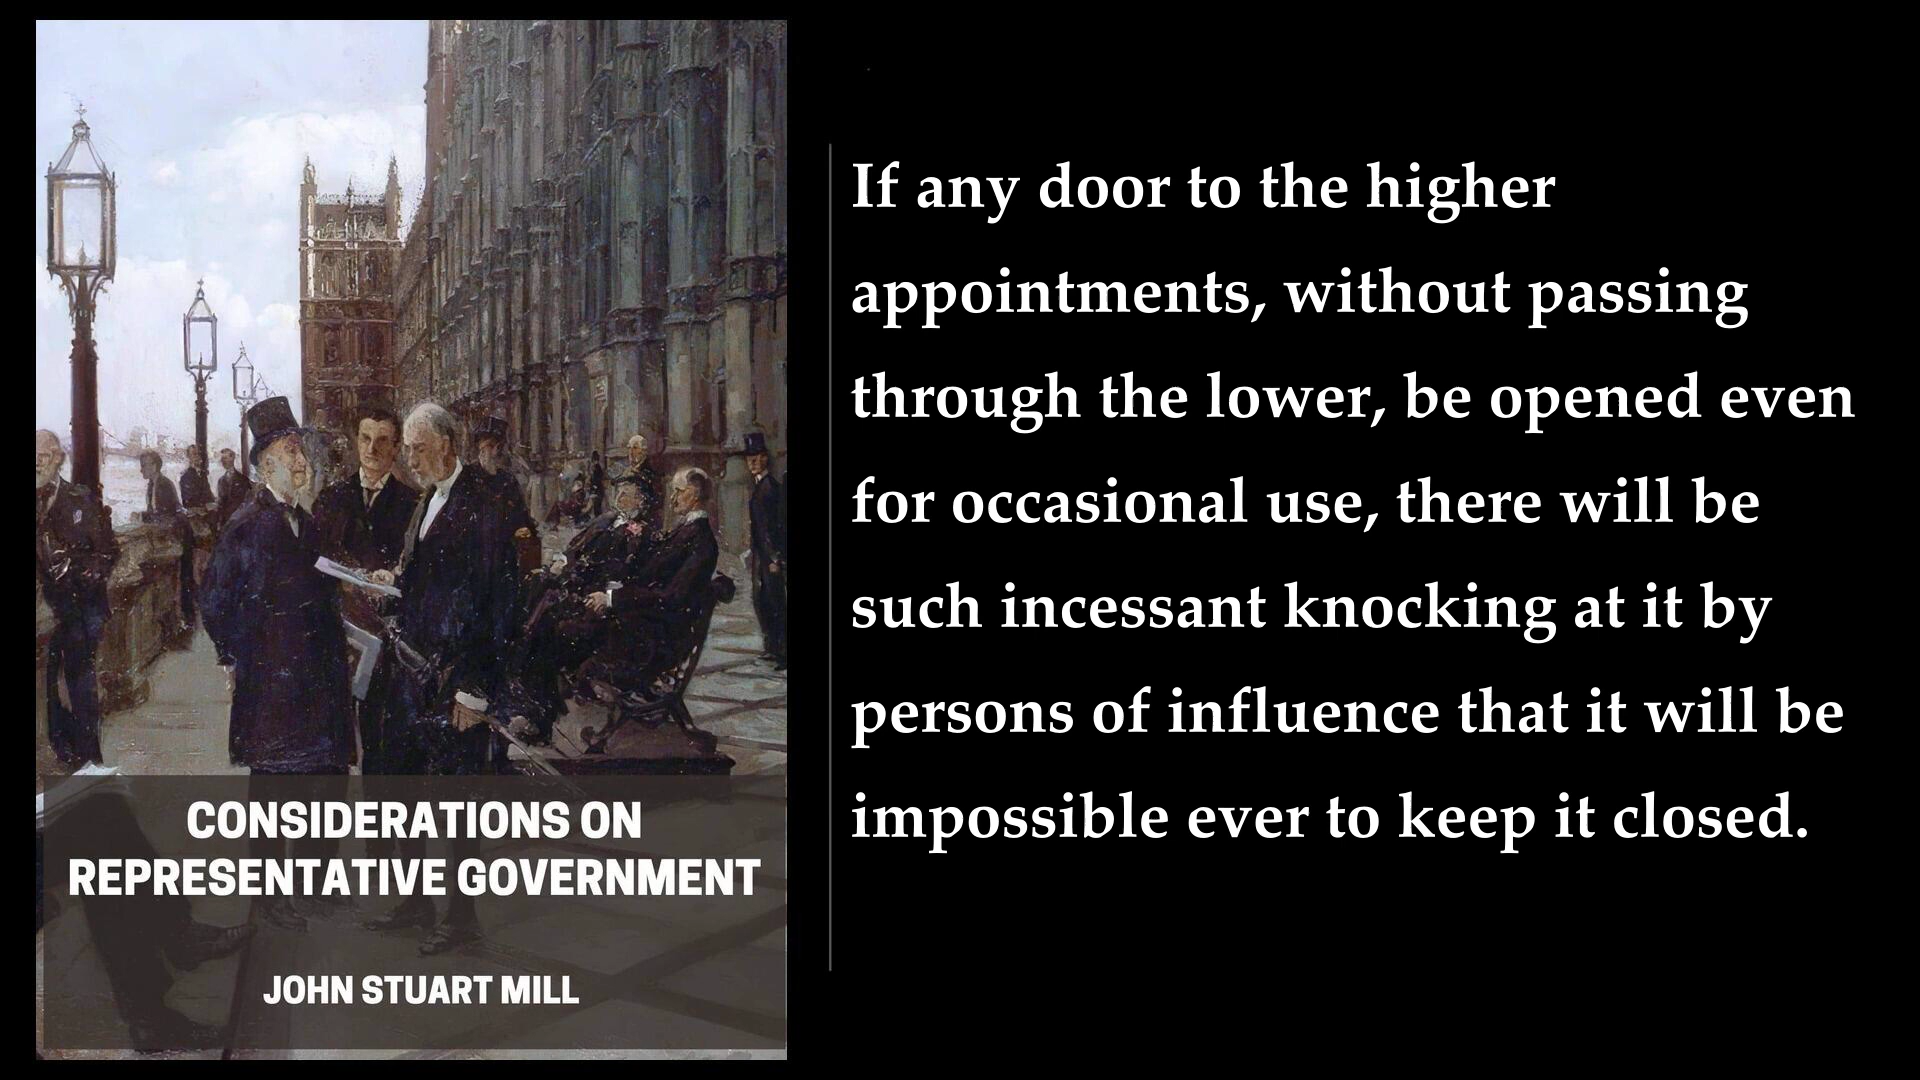 CONSIDERATIONS ON
REPRESENTATIVE GOVERNMENT
JOHN STUART MILL
If any door to the higher
appointments, without passing
through the lower, be opened even
for occasional use, there will be
such incessant knocking at it by
persons of influence that it will be
impossible ever to keep it closed.